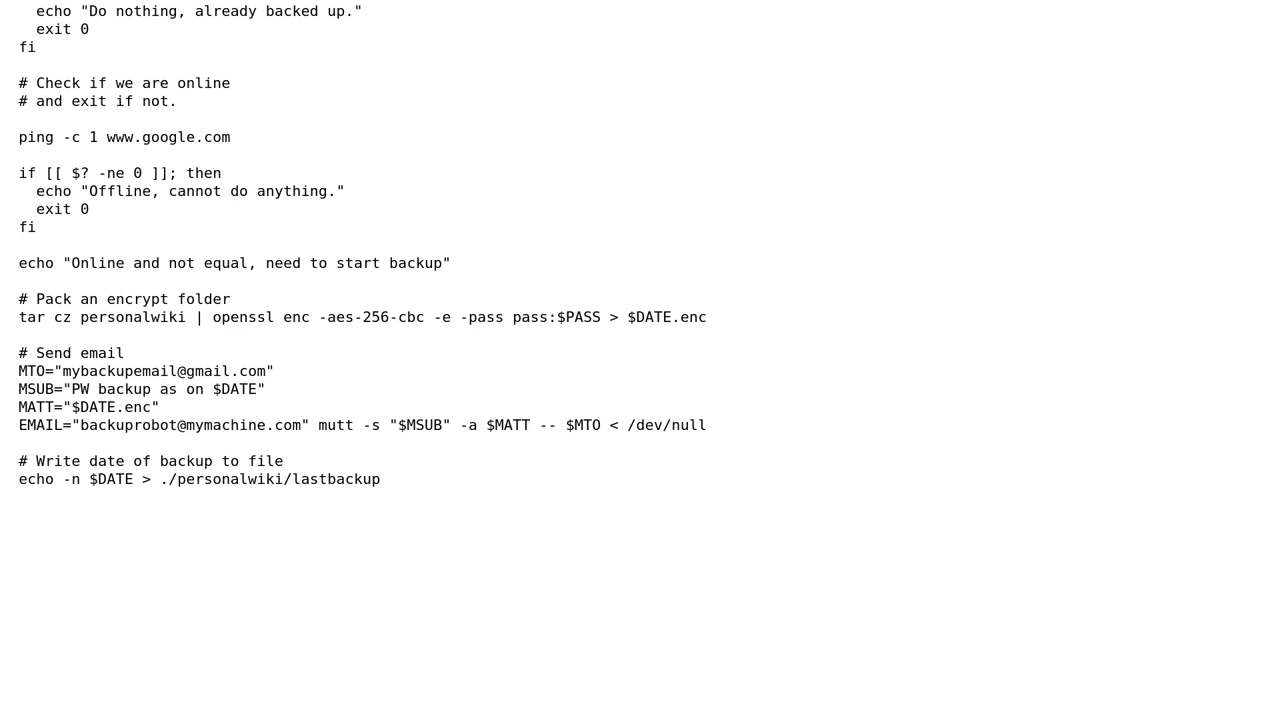 echo "Do nothing, already backed up."
exit 0
fi
# Check if we are online
# and exit if not.
ping -c 1 www.google.com
if [[ $? -ne 0 ]]; then
echo "Offline, cannot do anything."
exit 0
fi
echo "Online and not equal, need to start backup"
# Pack an encrypt folder
tar cz personalwiki | openssl enc -aes-256-cbc -e -pass pass:$PASS > $DATE.enc
# Send email
MTO="mybackupemail@gmail.com"
MSUB="PW backup as on $DATE"
MATT="$DATE.enc"
EMAIL="backuprobot@mymachine.com" mutt -s "$MSUB" -a $MATT -- $MTO < /dev/null
# Write date of backup to file
echo -n $DATE > ./personalwiki/lastbackup